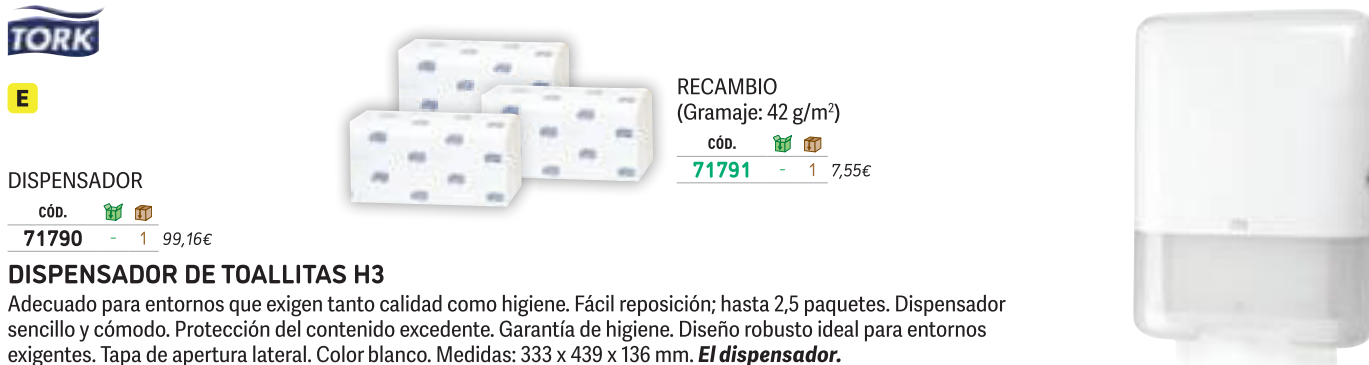 TORK
E
RECAMBIO
(Gramaje: 42 g/m²)
CÓD.
71791 - 1 7,55€
DISPENSADOR
CÓD.
71790 - 1 99,16€
DISPENSADOR DE TOALLITAS H3
Adecuado para entornos que exigen tanto calidad como higiene. Fácil reposición; hasta 2,5 paquetes. Dispensador
sencillo y cómodo. Protección del contenido excedente. Garantía de higiene. Diseño robusto ideal para entornos
exigentes. Tapa de apertura lateral. Color blanco. Medidas: 333 x 439 x 136 mm. El dispensador.